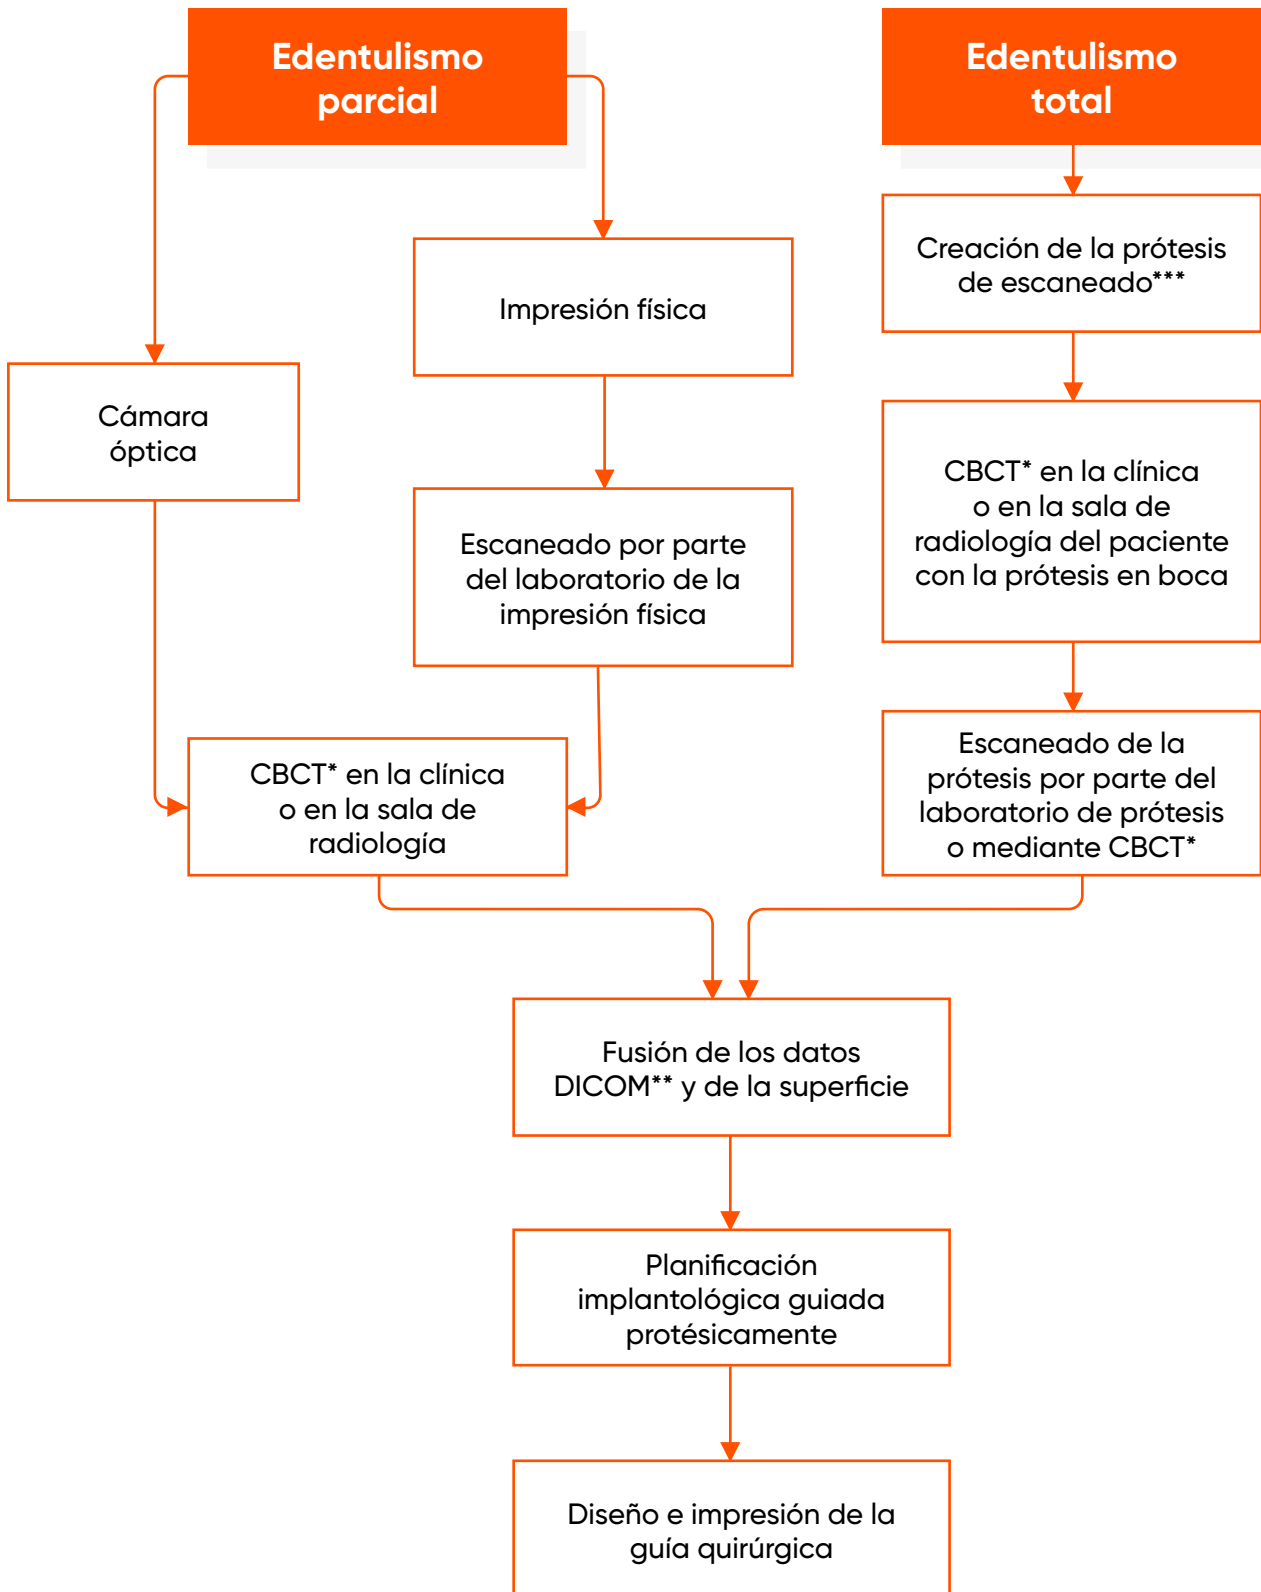 Edentulismo
parcial
Edentulismo
total
Creación de la prótesis
de escaneado***
Impresión física
Cámara
óptica
CBCT* en la clínica
o en la sala de
radiología del paciente
con la prótesis en boca
Escaneado por parte
del laboratorio de la
impresión física
Escaneado de la
prótesis por parte del
laboratorio de prótesis
o mediante CBCT*
CBCT* en la clínica
o en la sala de
radiología
Fusión de los datos
DICOM** y de la superficie
Planificación
implantológica guiada
protésicamente
Diseño e impresión de la
guía quirúrgica